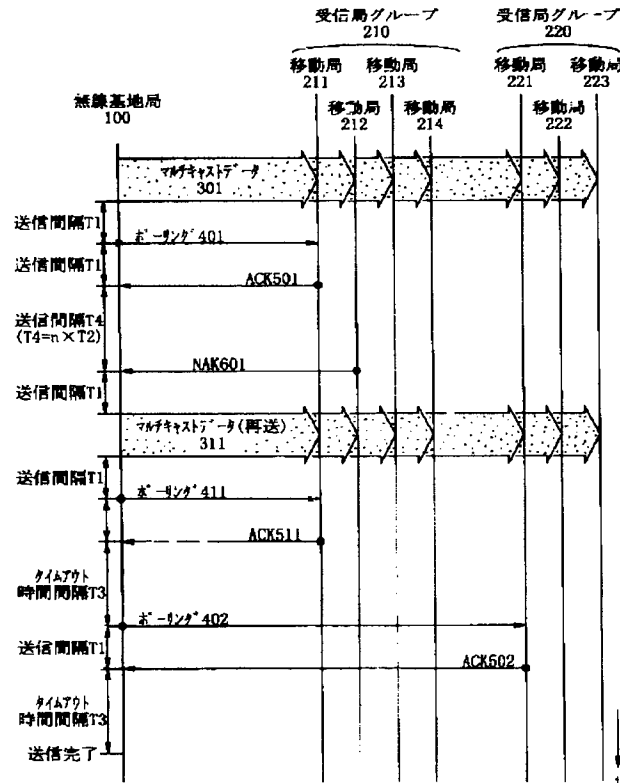 受信局グループ
210
受信局グループ
220
移動局
211
移動局
213
移動局
221
移動局
223
無線基地局
100
移動局
212
移動局
214
移動局
222
マルチキャストデータ
301
送信間隔T1
ポーリング401
送信間隔T1
ACK501
送信間隔T4
(T4=n×T2)
NAK601
送信間隔T1
マルチキャストデータ(再送)
311
送信間隔T1
ポーリング411
ACK511
タイムアウト
時間間隔T3
ポーリング402
送信間隔T1
ACK502
タイムアウト
時間間隔T3
送信完了